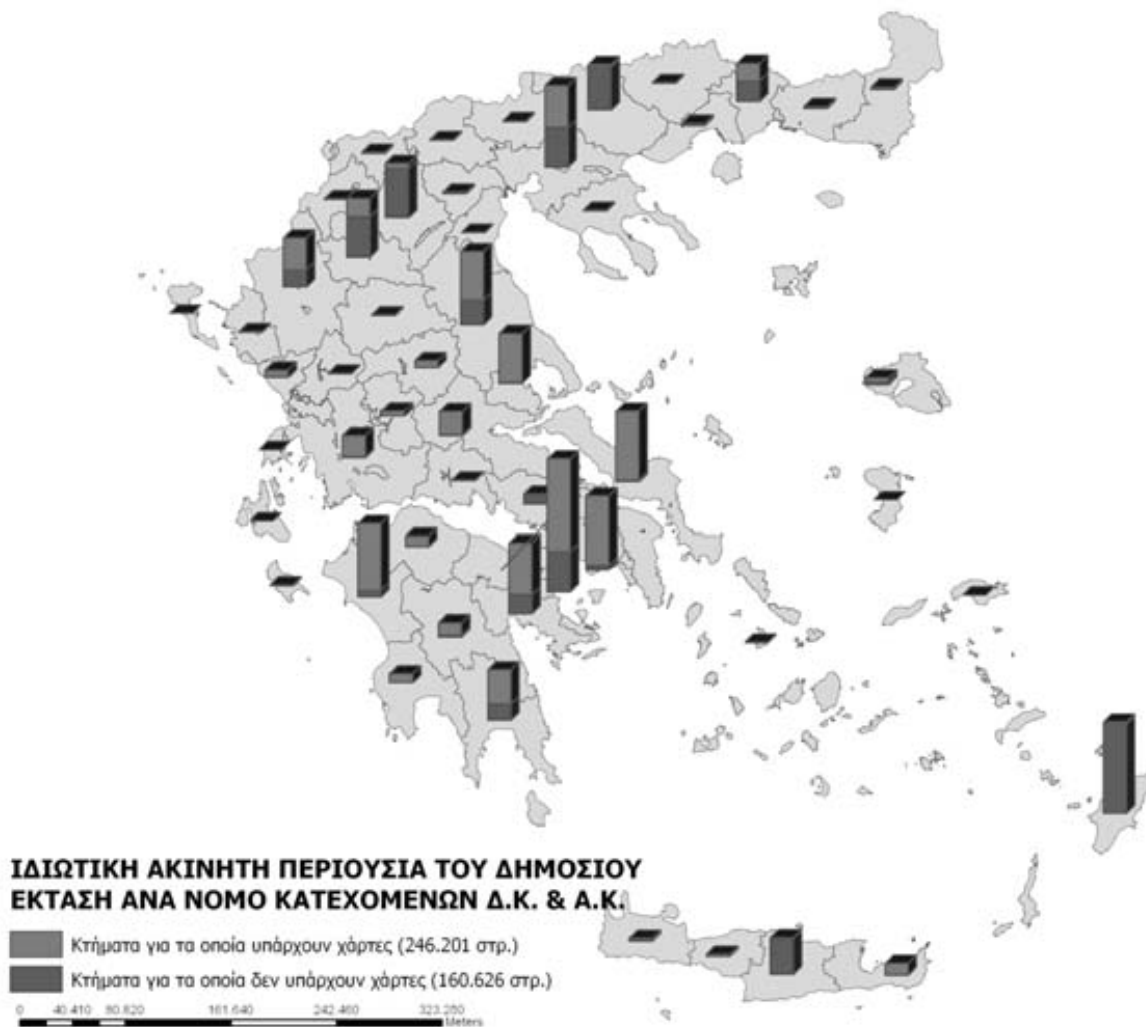 ΙΔΙΩΤΙΚΗ ΑΚΙΝΗΤΗ ΠΕΡΙΟΥΣΙΑ ΤΟΥ ΔΗΜΟΣΙΟΥ
ΕΚΤΑΣΗ ΑΝΑ ΝΟΜΟ ΚΑΤΕΧΟΜΕΝΩΝ Δ.Κ. & Α.Κ.
Κτήματα για τα οποία υπάρχουν χάρτες (246.201 στρ.)
Κτήματα για τα οποία δεν υπάρχουν χάρτες (160.626 στρ.)
0 40.410 80.820 161.640 242.460 323.280
Meters